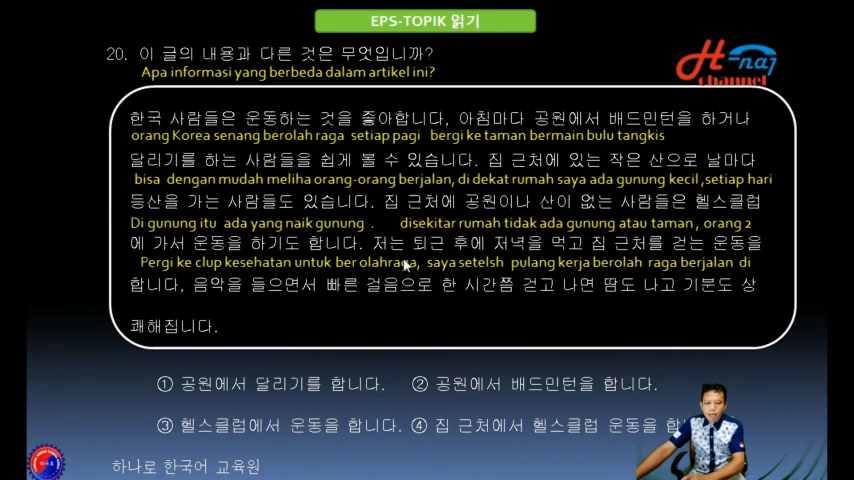 EPS-TOPIK 읽기
20. 이 글의 내용과 다른 것은 무엇입니까?
Apa informasi yang berbeda dalam artikel ini?
H-naj
channel
한국 사람들은 운동하는 것을 좋아합니다, 아침마다 공원에서 배드민턴을 하거나
orang Korea senang berolah raga setiap pagi bergi ke taman bermain bulu tangkis
달리기를 하는 사람들을 쉽게 볼 수 있습니다. 집 근처에 있는 작은 산으로 날마다
bisa dengan mudah meliha orang-orang berjalan, di dekat rumah saya ada gunung kecil ,setiap hari
등산을 가는 사람들도 있습니다. 집 근처에 공원이나 산이 없는 사람들은 헬스클럽
Di gunung itu ada yang naik gunung . disekitar rumah tidak ada gunung atau taman , orang 2
에 가서 운동을 하기도 합니다. 저는 퇴근 후에 저녁을 먹고 집 근처를 걷는 운동을
Pergi ke clup kesehatan untuk ber olahraga, saya setelsh pulang kerja berolah raga berjalan di
합니다, 음악을 들으면서 빠른 걸음으로 한 시간쯤 걷고 나면 땀도 나고 기분도 상
쾌해집니다.
① 공원에서 달리기를 합니다. ② 공원에서 배드민턴을 합니다.
③ 헬스클럽에서 운동을 합니다. ④ 집 근처에서 헬스클럽 운동을
하나로 한국어 교육원